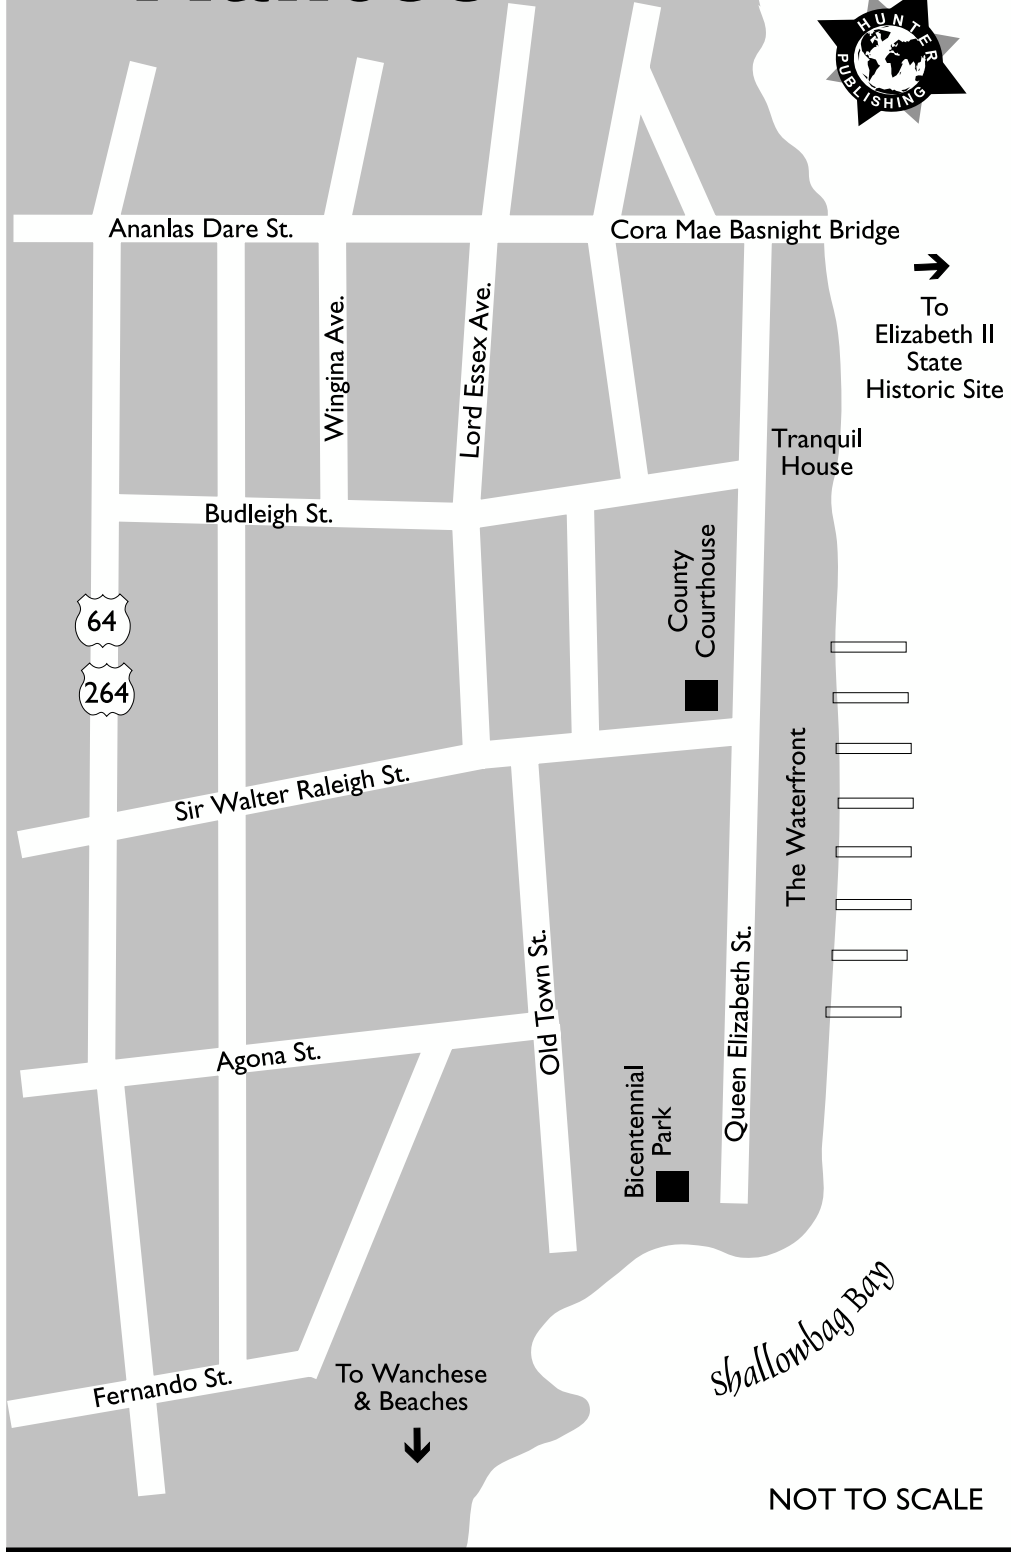 HUNTER
PUBLISHING
Ananlas Dare St.
Cora Mae Basnight Bridge
To
Elizabeth II
State
Historic Site
Wingina Ave.
Lord Essex Ave.
Tranquil
House
Budleigh St.
County
Courthouse
64
264
The Waterfront
Sir Walter Raleigh St.
Old Town St.
Queen Elizabeth St.
Agona St.
Bicentennial
Park
Shallowbag Bay
Fernando St.
To Wanchese
& Beaches
NOT TO SCALE